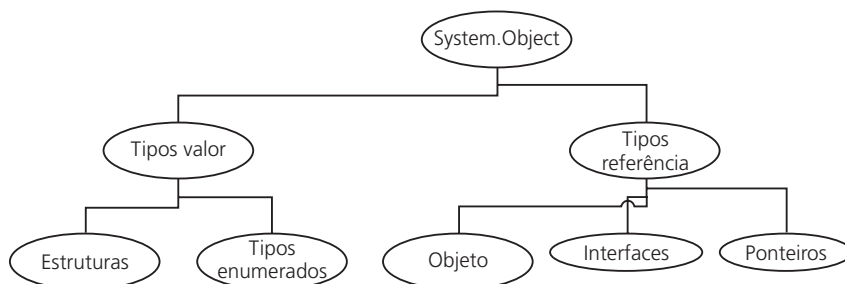 System.Object
Tipos valor
Tipos
referência
Estruturas
Tipos
enumerados
Objeto
Interfaces
Ponteiros